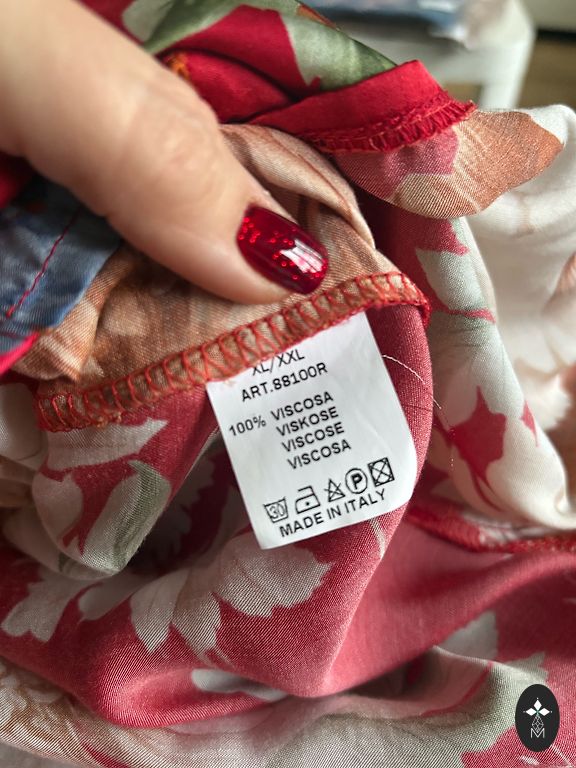 XL/XXL
ART.88100R
100% VISCOSA
VISKOSE
VISCOSE
VISCOSA
30 P
MADE IN ITALY
M